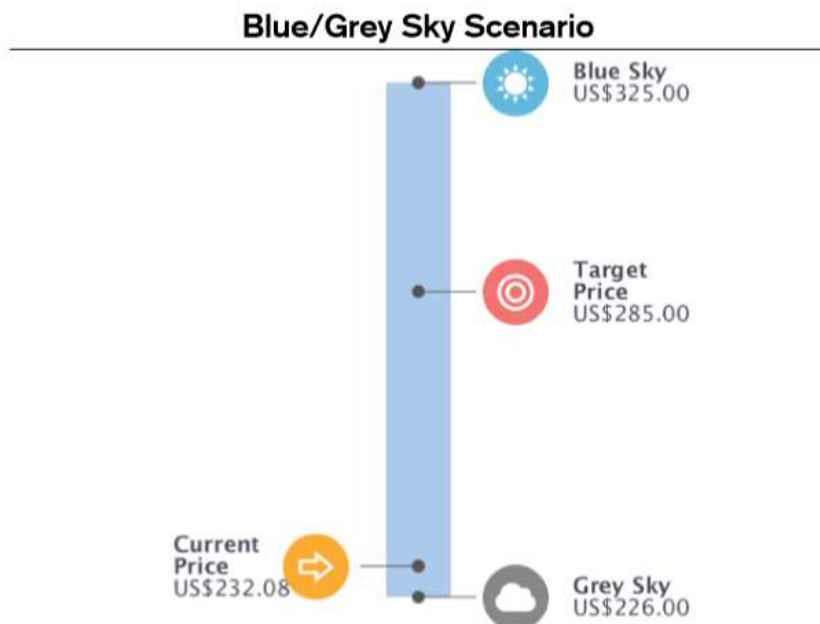 Blue/Grey Sky Scenario
Blue Sky
US$325.00
Target
Price
US$285.00
Current
Price
US$232.08
Grey Sky
US$226.00